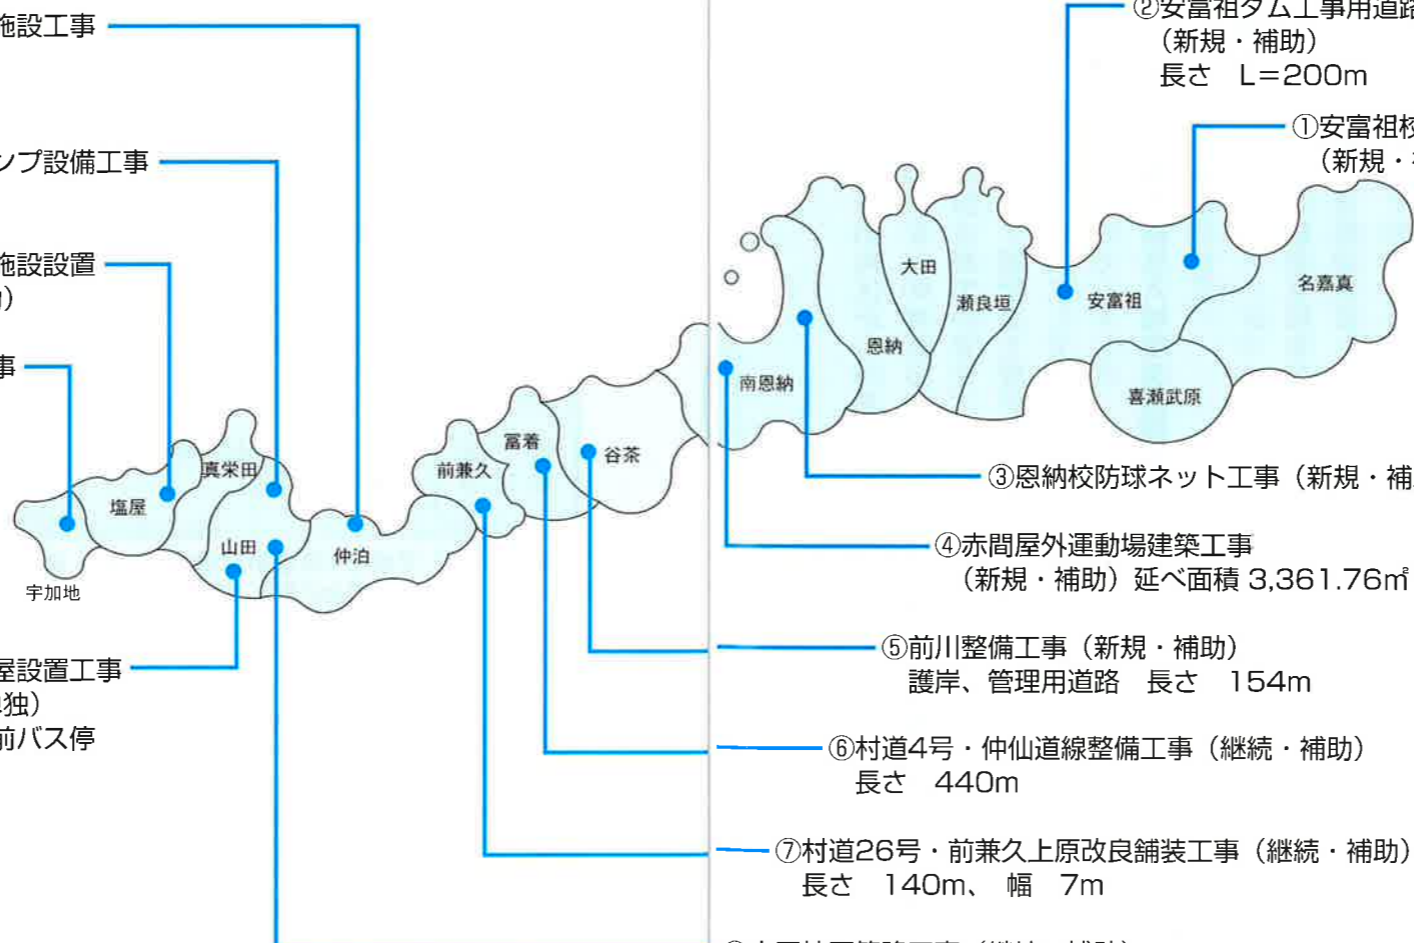 施設工事
ンプ設備工事
施設設置
事
屋設置工事
独）
前バス停
②安富祖ダム工事用道路
（新規・補助）
長さ　L＝200m
①安富祖校
（新規・
大田
瀬良垣
安富祖
名嘉真
恩納
南恩納
喜瀬武原
冨着
谷茶
前兼久
真栄田
塩屋
山田
仲泊
宇加地
③恩納校防球ネット工事（新規・補
④赤間屋外運動場建築工事
（新規・補助）延べ面積 3,361.76㎡
⑤前川整備工事（新規・補助）
護岸、管理用道路　長さ　154m
⑥村道4号・仲仙道線整備工事（継続・補助）
長さ　440m
⑦村道26号・前兼久上原改良舗装工事（継続・補助）
長さ　140m、　幅　7m